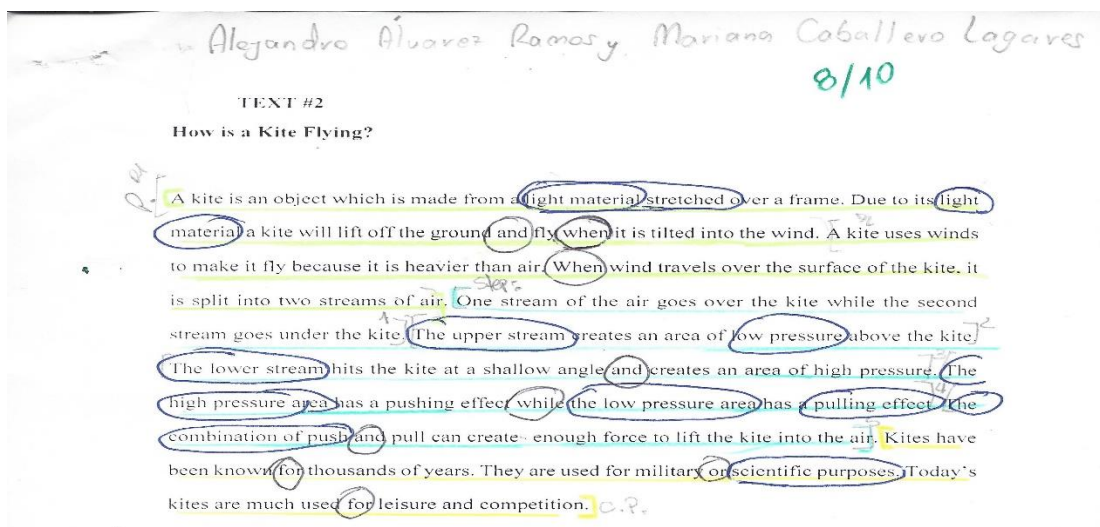 Alejandro Álvarez Ramos y Mariana Caballero Lagares
8/10
TEXT #2
How is a Kite Flying?
A kite is an object which is made from a light material stretched over a frame. Due to its light
material a kite will lift off the ground and fly when it is tilted into the wind. A kite uses winds
to make it fly because it is heavier than air. When wind travels over the surface of the kite, it
Steps
is split into two streams of air. One stream of the air goes over the kite while the second
1
stream goes under the kite. The upper stream creates an area of low pressure above the kite. 2
The lower stream hits the kite at a shallow angle and creates an area of high pressure. The
high pressure area has a pushing effect while the low pressure area has a pulling effect. The
combination of push and pull can create enough force to lift the kite into the air. Kites have
been known for thousands of years. They are used for military or scientific purposes. Today's
kites are much used for leisure and competition. C.P.